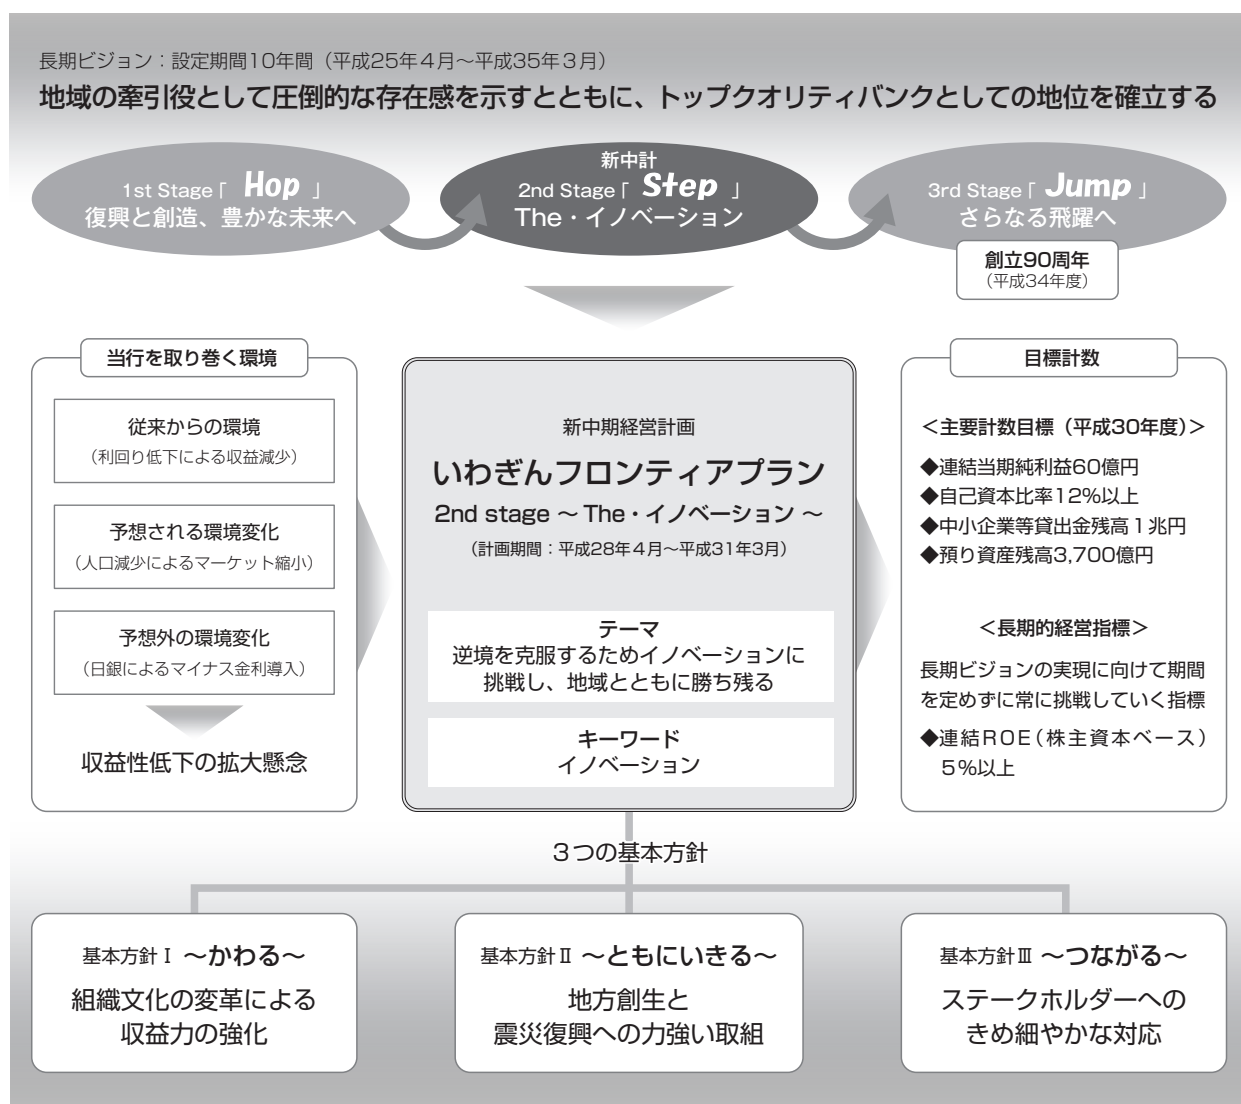 長期ビジョン：設定期間10年間（平成25年４月～平成35年３月）
地域の牽引役として圧倒的な存在感を示すとともに、トップクオリティバンクとしての地位を確立する
1st Stage「 Hop 」
復興と創造、豊かな未来へ
新中計
2nd Stage「 Step 」
The・イノベーション
3rd Stage「 Jump 」
さらなる飛躍へ
創立90周年
（平成34年度）
当行を取り巻く環境
従来からの環境
（利回り低下による収益減少）
予想される環境変化
（人口減少によるマーケット縮小）
予想外の環境変化
（日銀によるマイナス金利導入）
収益性低下の拡大懸念
新中期経営計画
いわぎんフロンティアプラン
2nd stage ～ The・イノベーション ～
（計画期間：平成28年４月～平成31年３月）
テーマ
逆境を克服するためイノベーションに
挑戦し、地域とともに勝ち残る
キーワード
イノベーション
目標計数
＜主要計数目標（平成30年度）＞
◆連結当期純利益60億円
◆自己資本比率12%以上
◆中小企業等貸出金残高１兆円
◆預り資産残高3,700億円
＜長期的経営指標＞
長期ビジョンの実現に向けて期間
を定めずに常に挑戦していく指標
◆連結ROE（株主資本ベース）
５%以上
３つの基本方針
基本方針Ⅰ ～かわる～
組織文化の変革による
収益力の強化
基本方針Ⅱ ～ともにいきる～
地方創生と
震災復興への力強い取組
基本方針Ⅲ ～つながる～
ステークホルダーへの
きめ細やかな対応